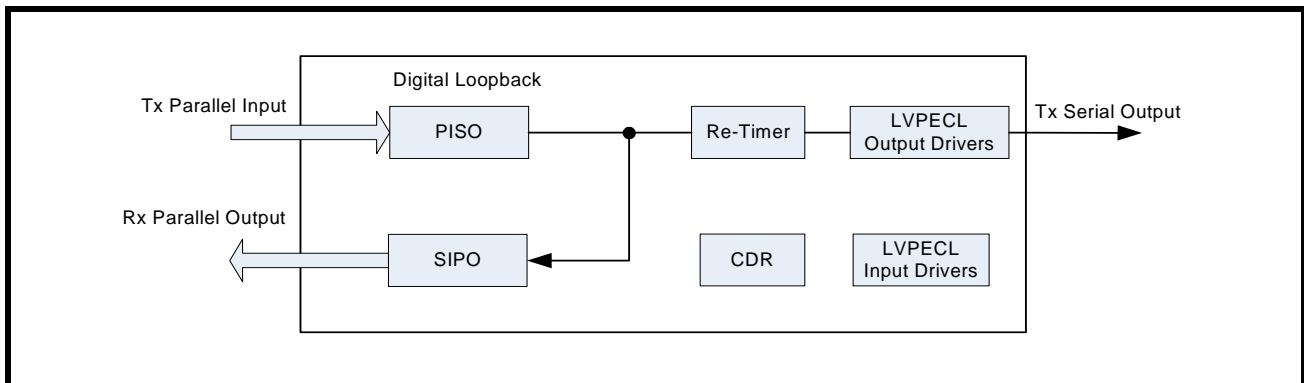 Digital Loopback
Tx Parallel Input
PISO
Re-Timer
LVPECL
Output Drivers
Tx Serial Output
Rx Parallel Output
SIPO
CDR
LVPECL
Input Drivers